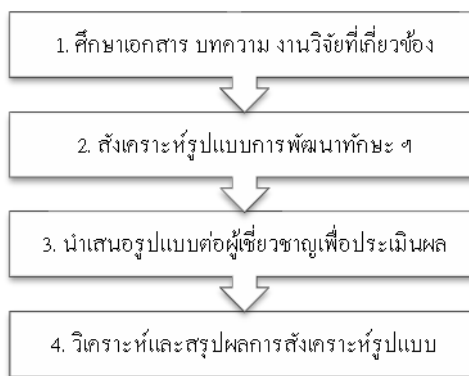 1. ศึกษาเอกสาร บทความ งานวิจัยที่เกี่ยวข้อง
2. สังเคราะห์รูปแบบการพัฒนาทักษะ ฯ
3. นำเสนอรูปแบบต่อผู้เชี่ยวชาญเพื่อประเมินผล
4. วิเคราะห์และสรุปผลการสังเคราะห์รูปแบบ